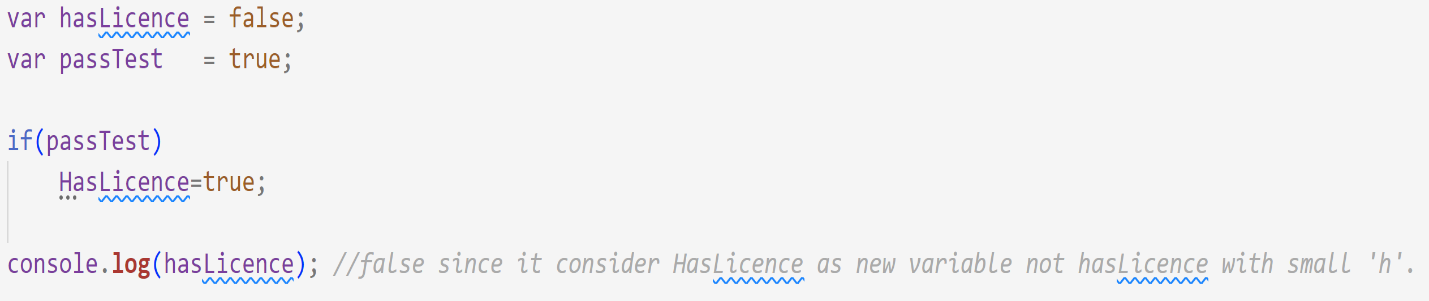 var hasLicence = false;
var passTest   = true;
if(passTest)
    HasLicence=true;
console.log(hasLicence); //false since it consider HasLicence as new variable not hasLicence with small 'h'.